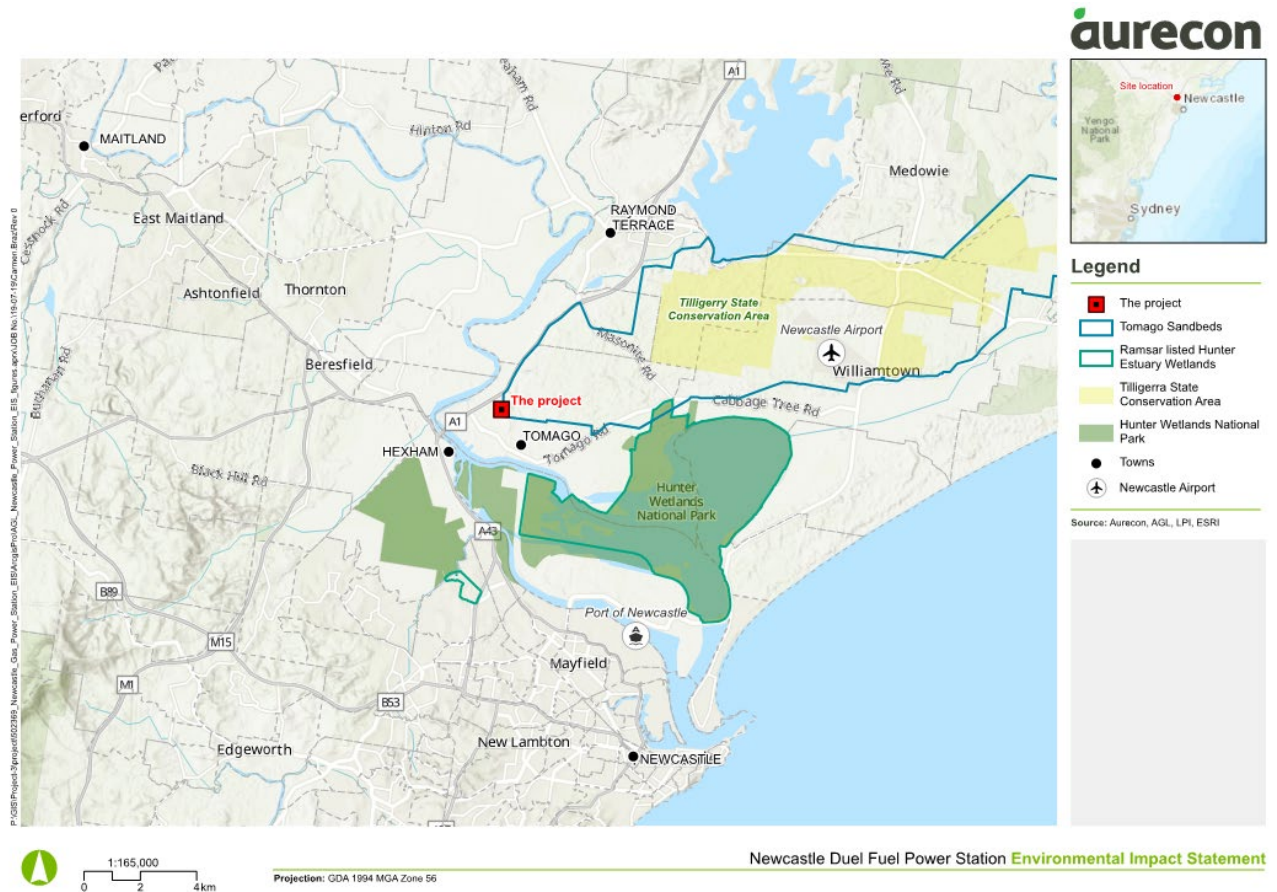 aurecon
A1
eaham Rd
Hinton Rd
erford
MAITLAND
Medowie
East Maitland
RAYMOND
TERRACE
Cessnock Rd
Ashtonfield
Thornton
Tilligerry State
Conservation Area
Newcastle Airport
Masonite Rd
Williamtown
Beresfield
Buchanan Rd
The project
Cabbage Tree Rd
A1
TOMAGO
Tomago Rd
HEXHAM
Black Hill Rd
Hunter
Wetlands
National Park
A43
B89
Port of Newcastle
M15
Mayfield
M1
B53
New Lambton
Edgeworth
NEWCASTLE
Site location
Newcastle
Yengo
National
Park
Sydney
Legend
The project
Tomago Sandbeds
Ramsar listed Hunter
Estuary Wetlands
Tilligerra State
Conservation Area
Hunter Wetlands National
Park
Towns
Newcastle Airport
Source: Aurecon, AGL, LPI, ESRI
1:165,000
0 2 4km
Projection: GDA 1994 MGA Zone 56
Newcastle Duel Fuel Power Station Environmental Impact Statement